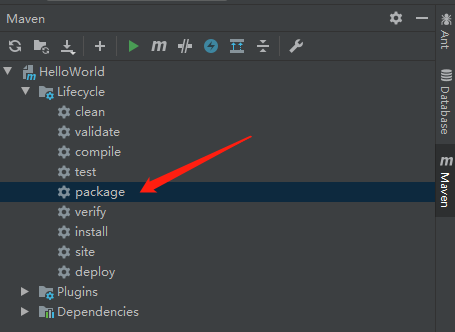 Maven
HelloWorld
Lifecycle
clean
validate
compile
test
package
verify
install
site
deploy
Plugins
Dependencies
Ant
Database
m Maven